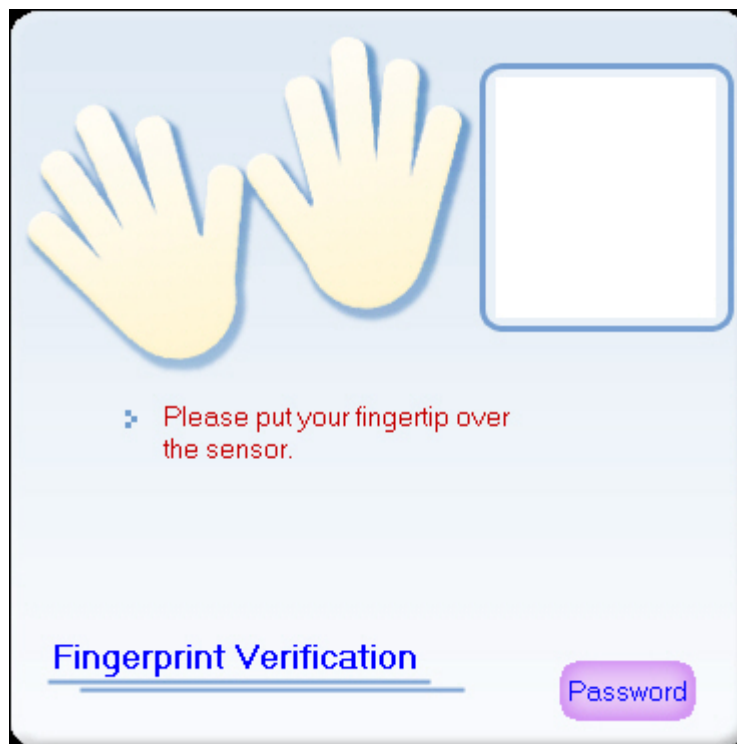 Please put your fingertip over
the sensor.
Fingerprint Verification
Password